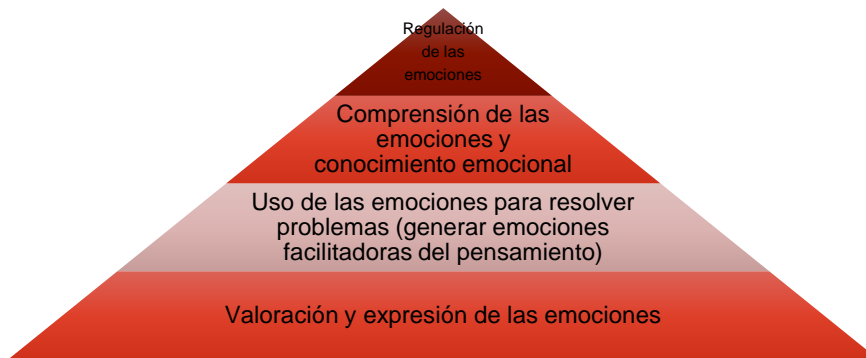 Regulación
de las
emociones
Comprensión de las
emociones y
conocimiento emocional
Uso de las emociones para resolver
problemas (generar emociones
facilitadoras del pensamiento)
Valoración y expresión de las emociones